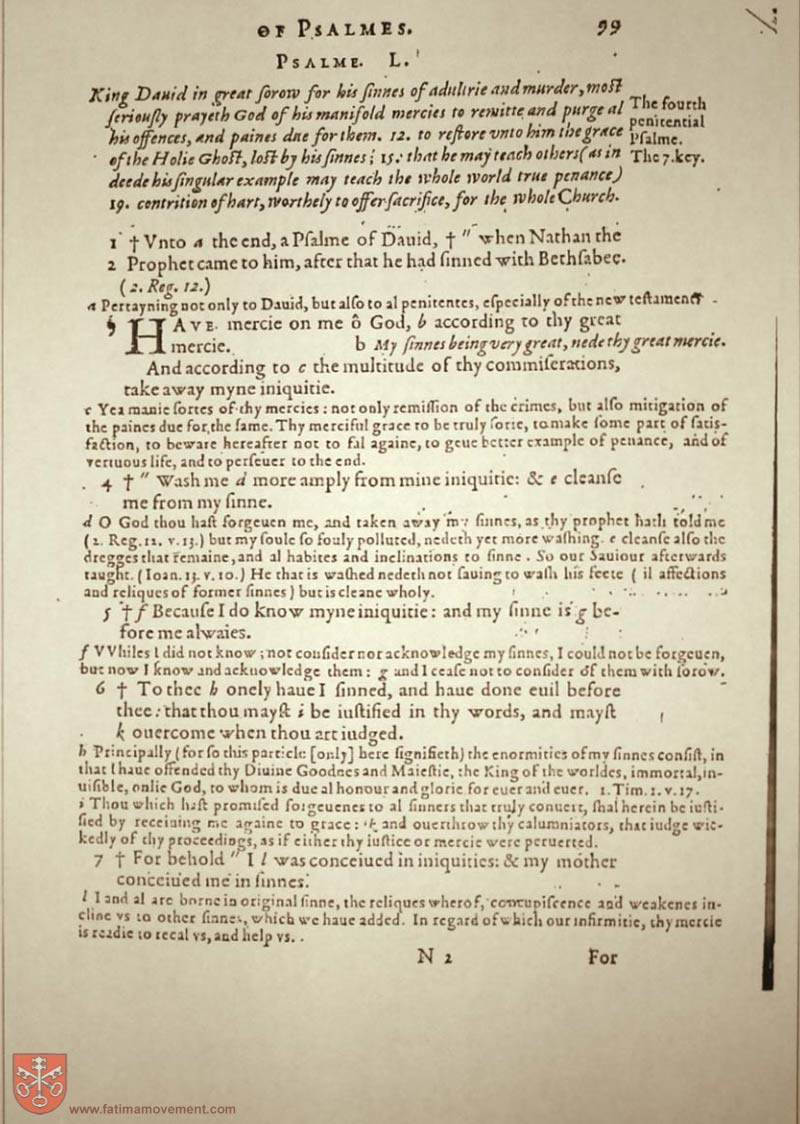 OF PSALMES. 99
PSALME. L.
King Dauid in great sorow for his sinnes of adultrie and murder, most
seriously prayeth God of his manifold mercies to remitte and purge al
his offences, and paines due for them. 12. to restore vnto him the grace
of the Holie Ghost, lost by his sinnes; 15. that he may teach others (as in
deede his singular example may teach the whole world true penance)
19. contrition of hart, worthely to offer sacrifice, for the whole Church.
The fourth
penitential
Psalme.
The 7. key.
1 † Vnto a the end, a Psalme of Dauid, † " when Nathan the
2 Prophet came to him, after that he had sinned with Bethsabee.
(2. Reg. 12.)
a Pertayning not only to Dauid, but also to al penitentes, especially of the new testament
HAVE mercie on me ô God, b according to thy great
mercie. b My sinnes being very great, nede thy great mercie.
And according to c the multitude of thy commiserations,
take away myne iniquitie.
c Yea manie sortes of thy mercies: not only remission of the crimes, but also mitigation of
the paines due for, the same. Thy merciful grace to be truly sorie, to make some part of satis-
faction, to beware hereafter not to fal againe, to geue better example of penance, and of
vertuous life, and to perseuer to the end.
4 † " Wash me d more amply from mine iniquitie: & e cleanse
me from my sinne.
d O God thou hast forgeuen me, and taken away my sinnes, as thy prophet hath told me
(2. Reg. 12. v. 13.) but my soule so fouly polluted, nedeth yet more washing. e cleanse also the
dregges that remaine, and al habites and inclinations to sinne. So our Sauiour afterwards
taught. (Ioan. 13. v. 10.) He that is washed nedeth not sauing to wash his feete ( il affections
and reliques of former sinnes) but is cleane wholy.
5 † f Because I do know myne iniquitie: and my sinne is g be-
fore me alwaies.
f VVhiles I did not know; not consider nor acknowledge my sinnes, I could not be forgeuen,
but now I know and acknowledge them: g and I cease not to consider of them with sorow.
6 † To thee h onely haue I sinned, and haue done euil before
thee: that thou mayst i be iustified in thy words, and mayst
k ouercome when thou art iudged.
h Principally (for so this particle [only] here signifieth) the enormities of my sinnes consist, in
that I haue offended thy Diuine Goodnes and Maiestie, the King of the worldes, immortal, in-
uisible, onlie God, to whom is due al honour and glorie for euer and euer. 1. Tim. 1. v. 17.
i Thou which hast promised forgeuenes to al sinners that truly conuert, shal herein be iusti-
fied by receiuing me againe to grace: k and ouerthrow thy calumniators, that iudge wic-
kedly of thy proceedings, as if either thy iustice or mercie were peruerted.
7 † For behold " I l was conceiued in iniquities: & my mother
conceiued me in sinnes.
l I and al are borne in original sinne, the reliques wherof, concupiscence and weakenes in-
cline vs to other sinnes, which we haue added. In regard of which our infirmitie, thy mercie
is readie to recal vs, and help vs.
N 2 For
www.fatimamovement.com